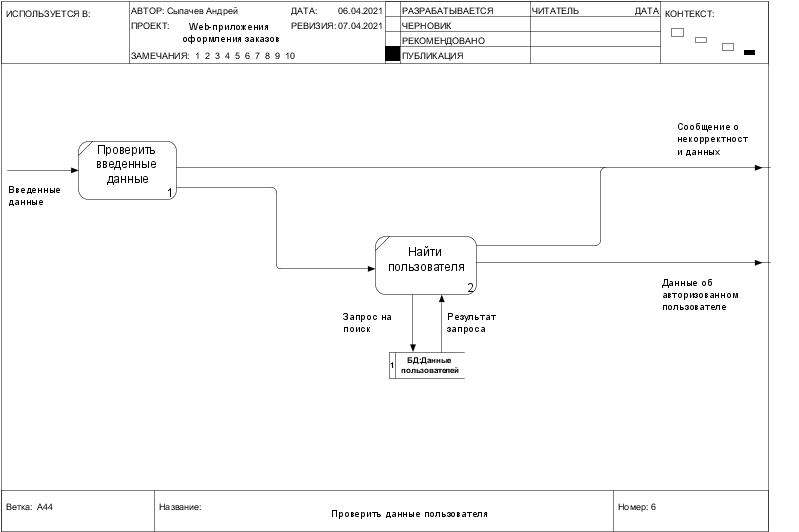 ИСПОЛЬЗУЕТСЯ В:
АВТОР: Сыпачев Андрей
ДАТА: 06.04.2021
ПРОЕКТ: Web-приложения
оформления заказов
РЕВИЗИЯ: 07.04.2021
ЗАМЕЧАНИЯ: 1 2 3 4 5 6 7 8 9 10
РАЗРАБАТЫВАЕТСЯ
ЧЕРНОВИК
РЕКОМЕНДОВАНО
ПУБЛИКАЦИЯ
ЧИТАТЕЛЬ ДАТА
КОНТЕКСТ:
Сообщение о
некорректност
и данных
Проверить
введенные
данные
1
Введенные
данные
Найти
пользователя
2
Данные об
авторизованном
пользователе
Запрос на
поиск
Результат
запроса
1
БД:Данные
пользователей
Ветка: A44
Название:
Проверить данные пользователя
Номер: 6